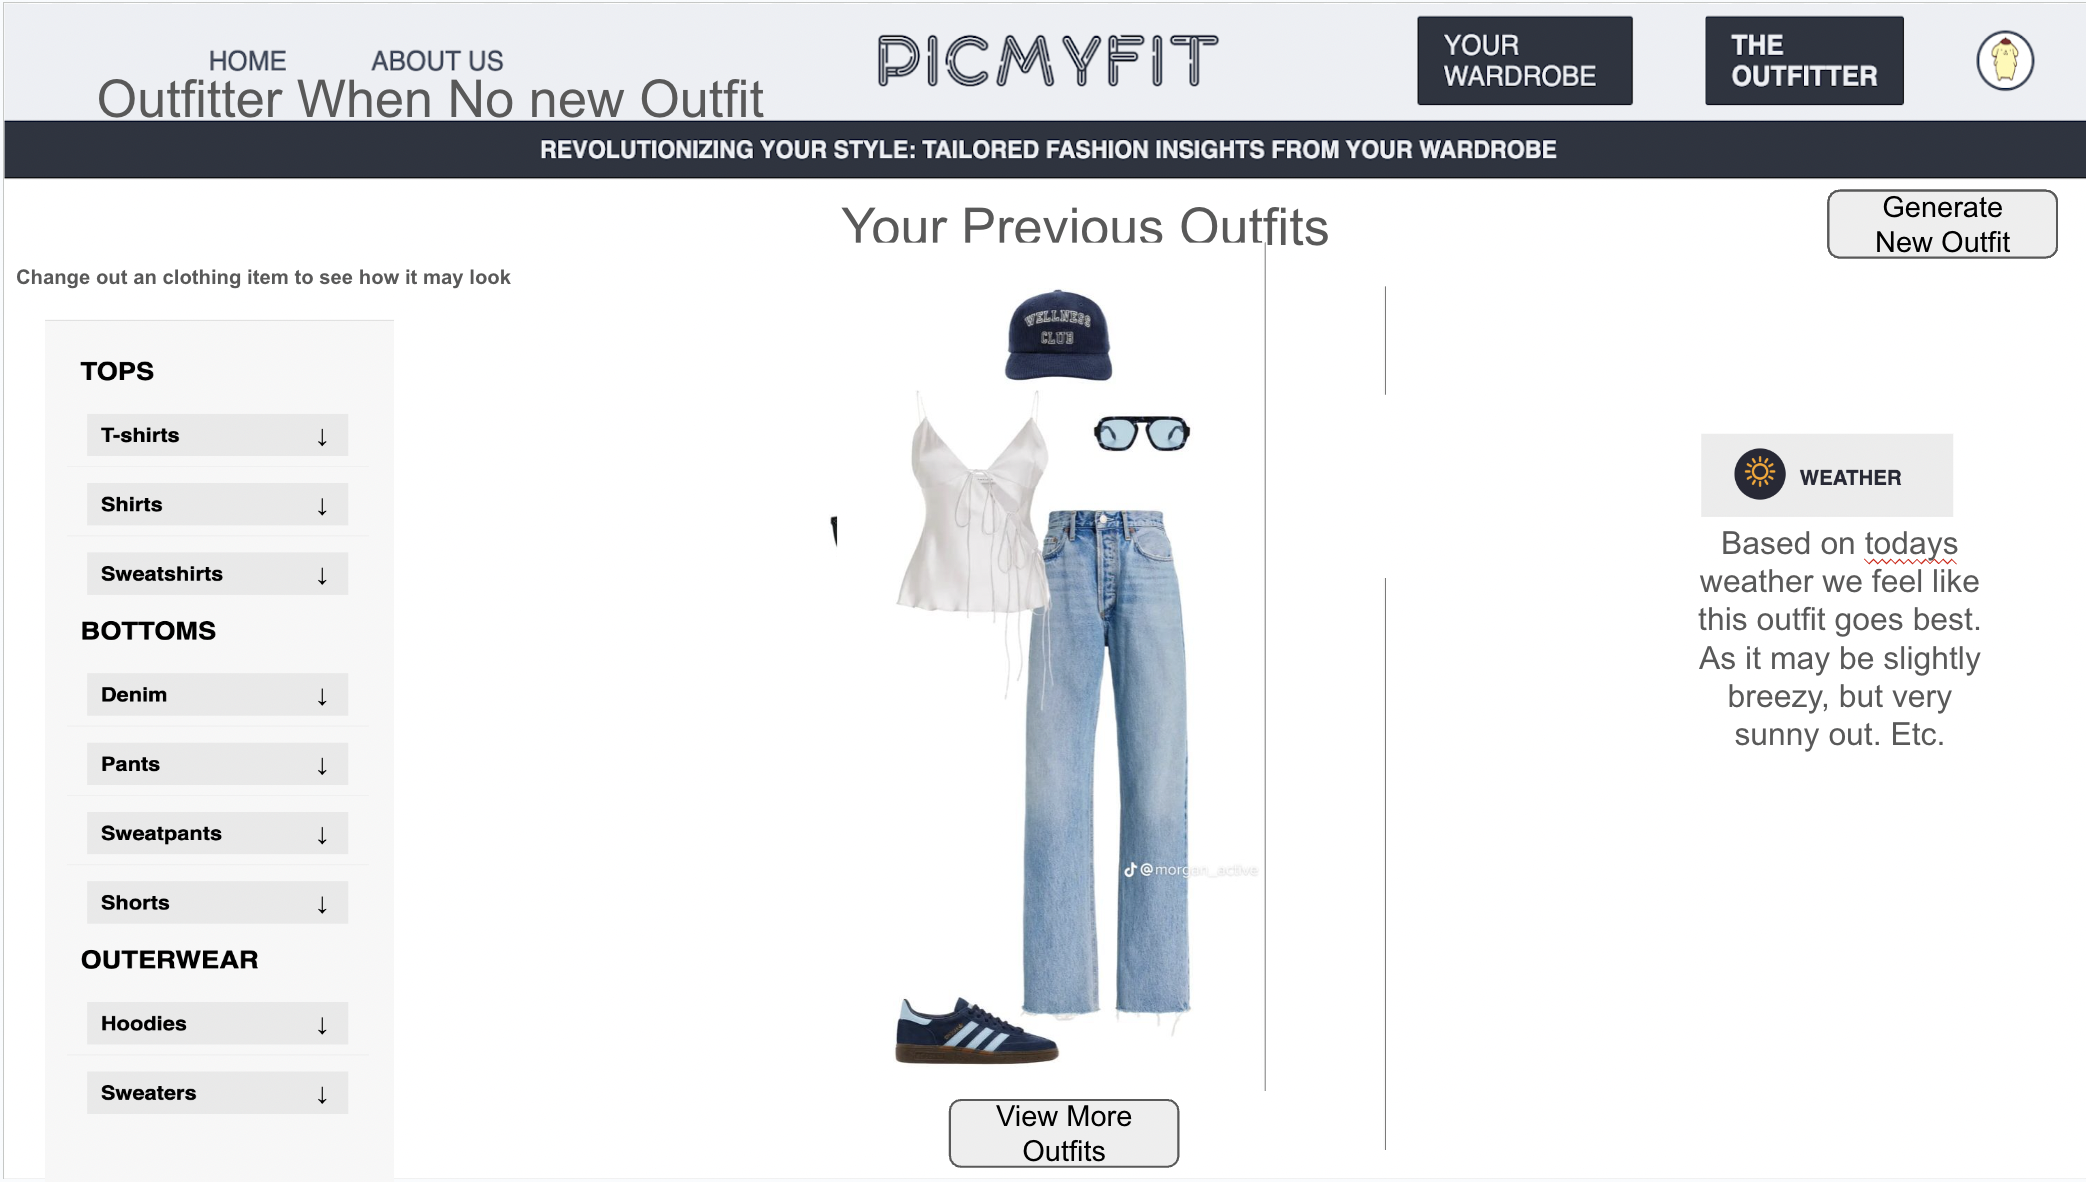 HOME
ABOUT US
PICMYFIT
YOUR
WARDROBE
THE
OUTFITTER
Outfitter When No new Outfit
REVOLUTIONIZING YOUR STYLE: TAILORED FASHION INSIGHTS FROM YOUR WARDROBE
Your Previous Outfits
Generate
New Outfit
Change out an clothing item to see how it may look
WELLNESS
CLUB
TOPS
T-shirts ↓
Shirts ↓
Sweatshirts ↓
BOTTOMS
Denim ↓
Pants ↓
Sweatpants ↓
Shorts ↓
OUTERWEAR
Hoodies ↓
Sweaters ↓
WEATHER
Based on todays
weather we feel like
this outfit goes best.
As it may be slightly
breezy, but very
sunny out. Etc.
@morgan_active
View More
Outfits